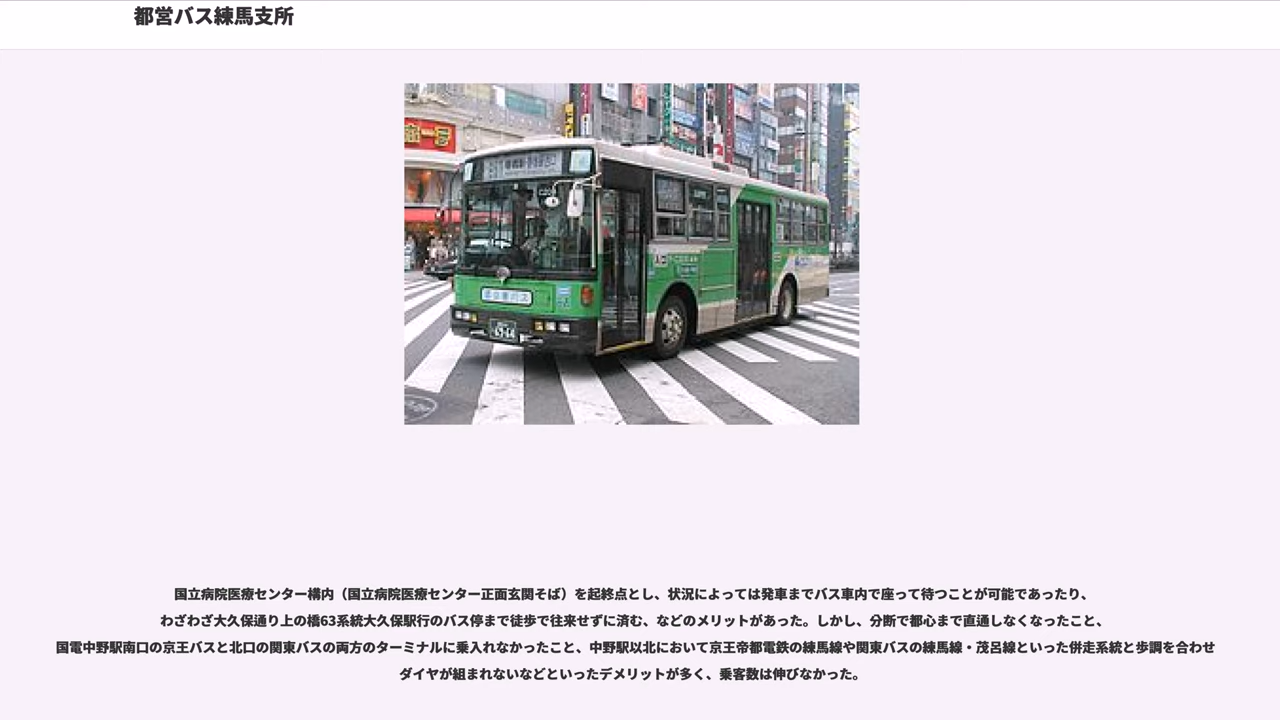 都営バス練馬支所
国立病院医療センター構内（国立病院医療センター正面玄関そば）を起終点とし、状況によっては発車までバス車内で座って待つことが可能であったり、
わざわざ大久保通り上の橋63系統大久保駅行のバス停まで徒歩で往来せずに済む、などのメリットがあった。しかし、分断で都心まで直通しなくなったこと、
国電中野駅南口の京王バスと北口の関東バスの両方のターミナルに乗入れなかったこと、中野駅以北において京王帝都電鉄の練馬線や関東バスの練馬線・茂呂線といった併走系統と歩調を合わせ
ダイヤが組まれないなどといったデメリットが多く、乗客数は伸びなかった。